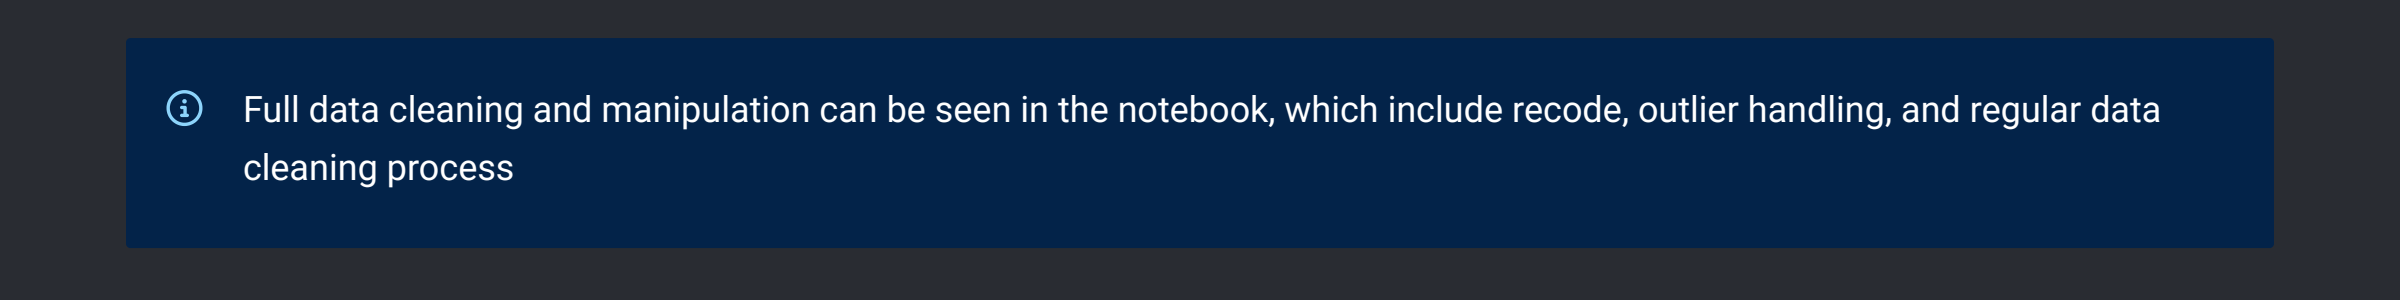 Full data cleaning and manipulation can be seen in the notebook, which include recode, outlier handling, and regular data
cleaning process